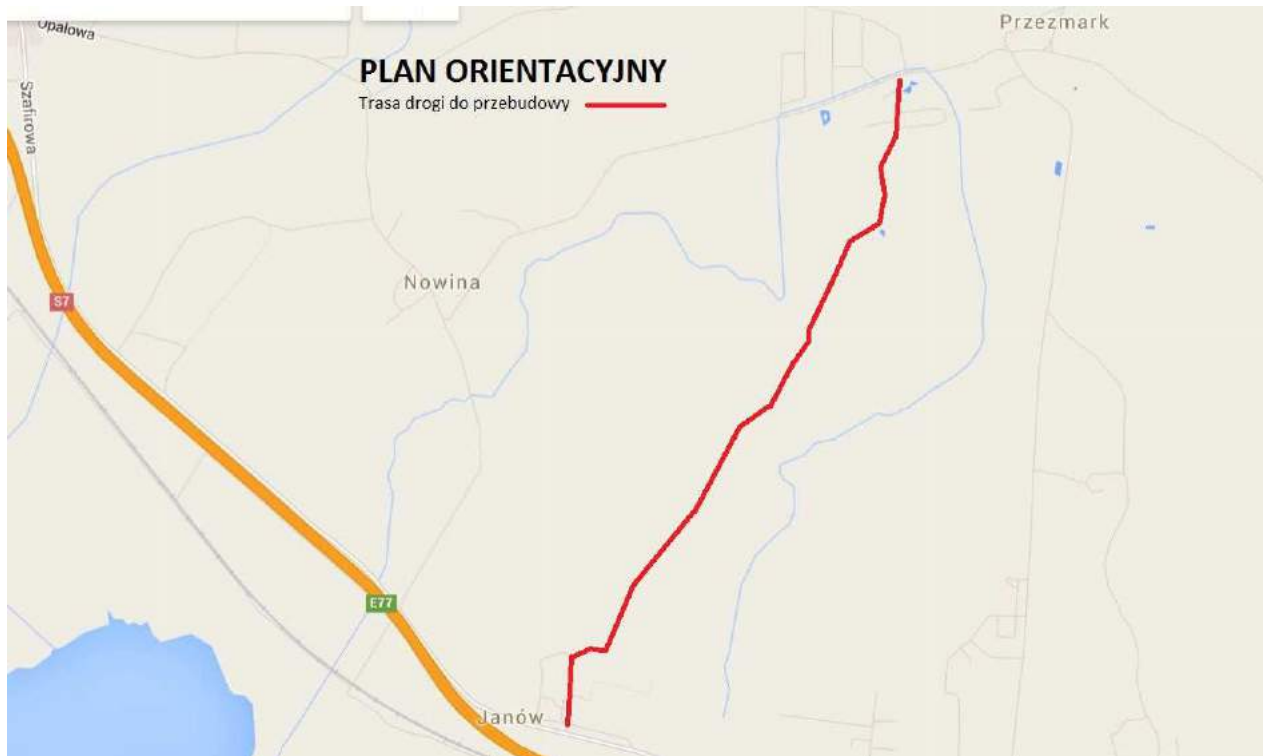 Opalowa
Przezmark
PLAN ORIENTACYJNY
Trasa drogi do przebudowy
Szafirowa
Nowina
S7
E77
Janów